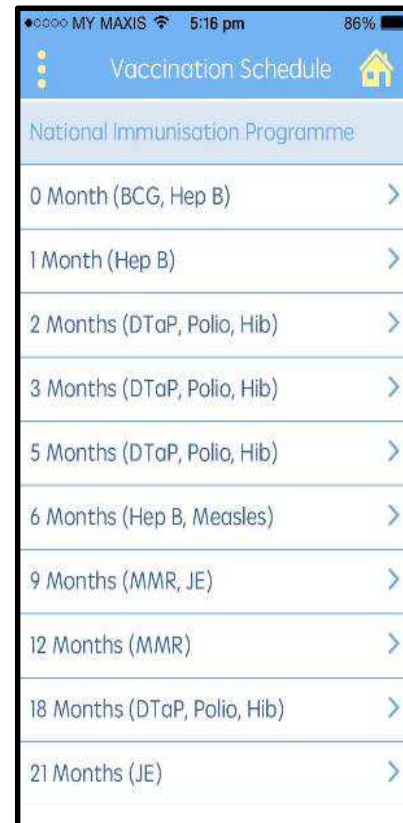 MY MAXIS 5:16 pm 86%
Vaccination Schedule
National Immunisation Programme
0 Month (BCG, Hep B)
1 Month (Hep B)
2 Months (DTaP, Polio, Hib)
3 Months (DTaP, Polio, Hib)
5 Months (DTaP, Polio, Hib)
6 Months (Hep B, Measles)
9 Months (MMR, JE)
12 Months (MMR)
18 Months (DTaP, Polio, Hib)
21 Months (JE)